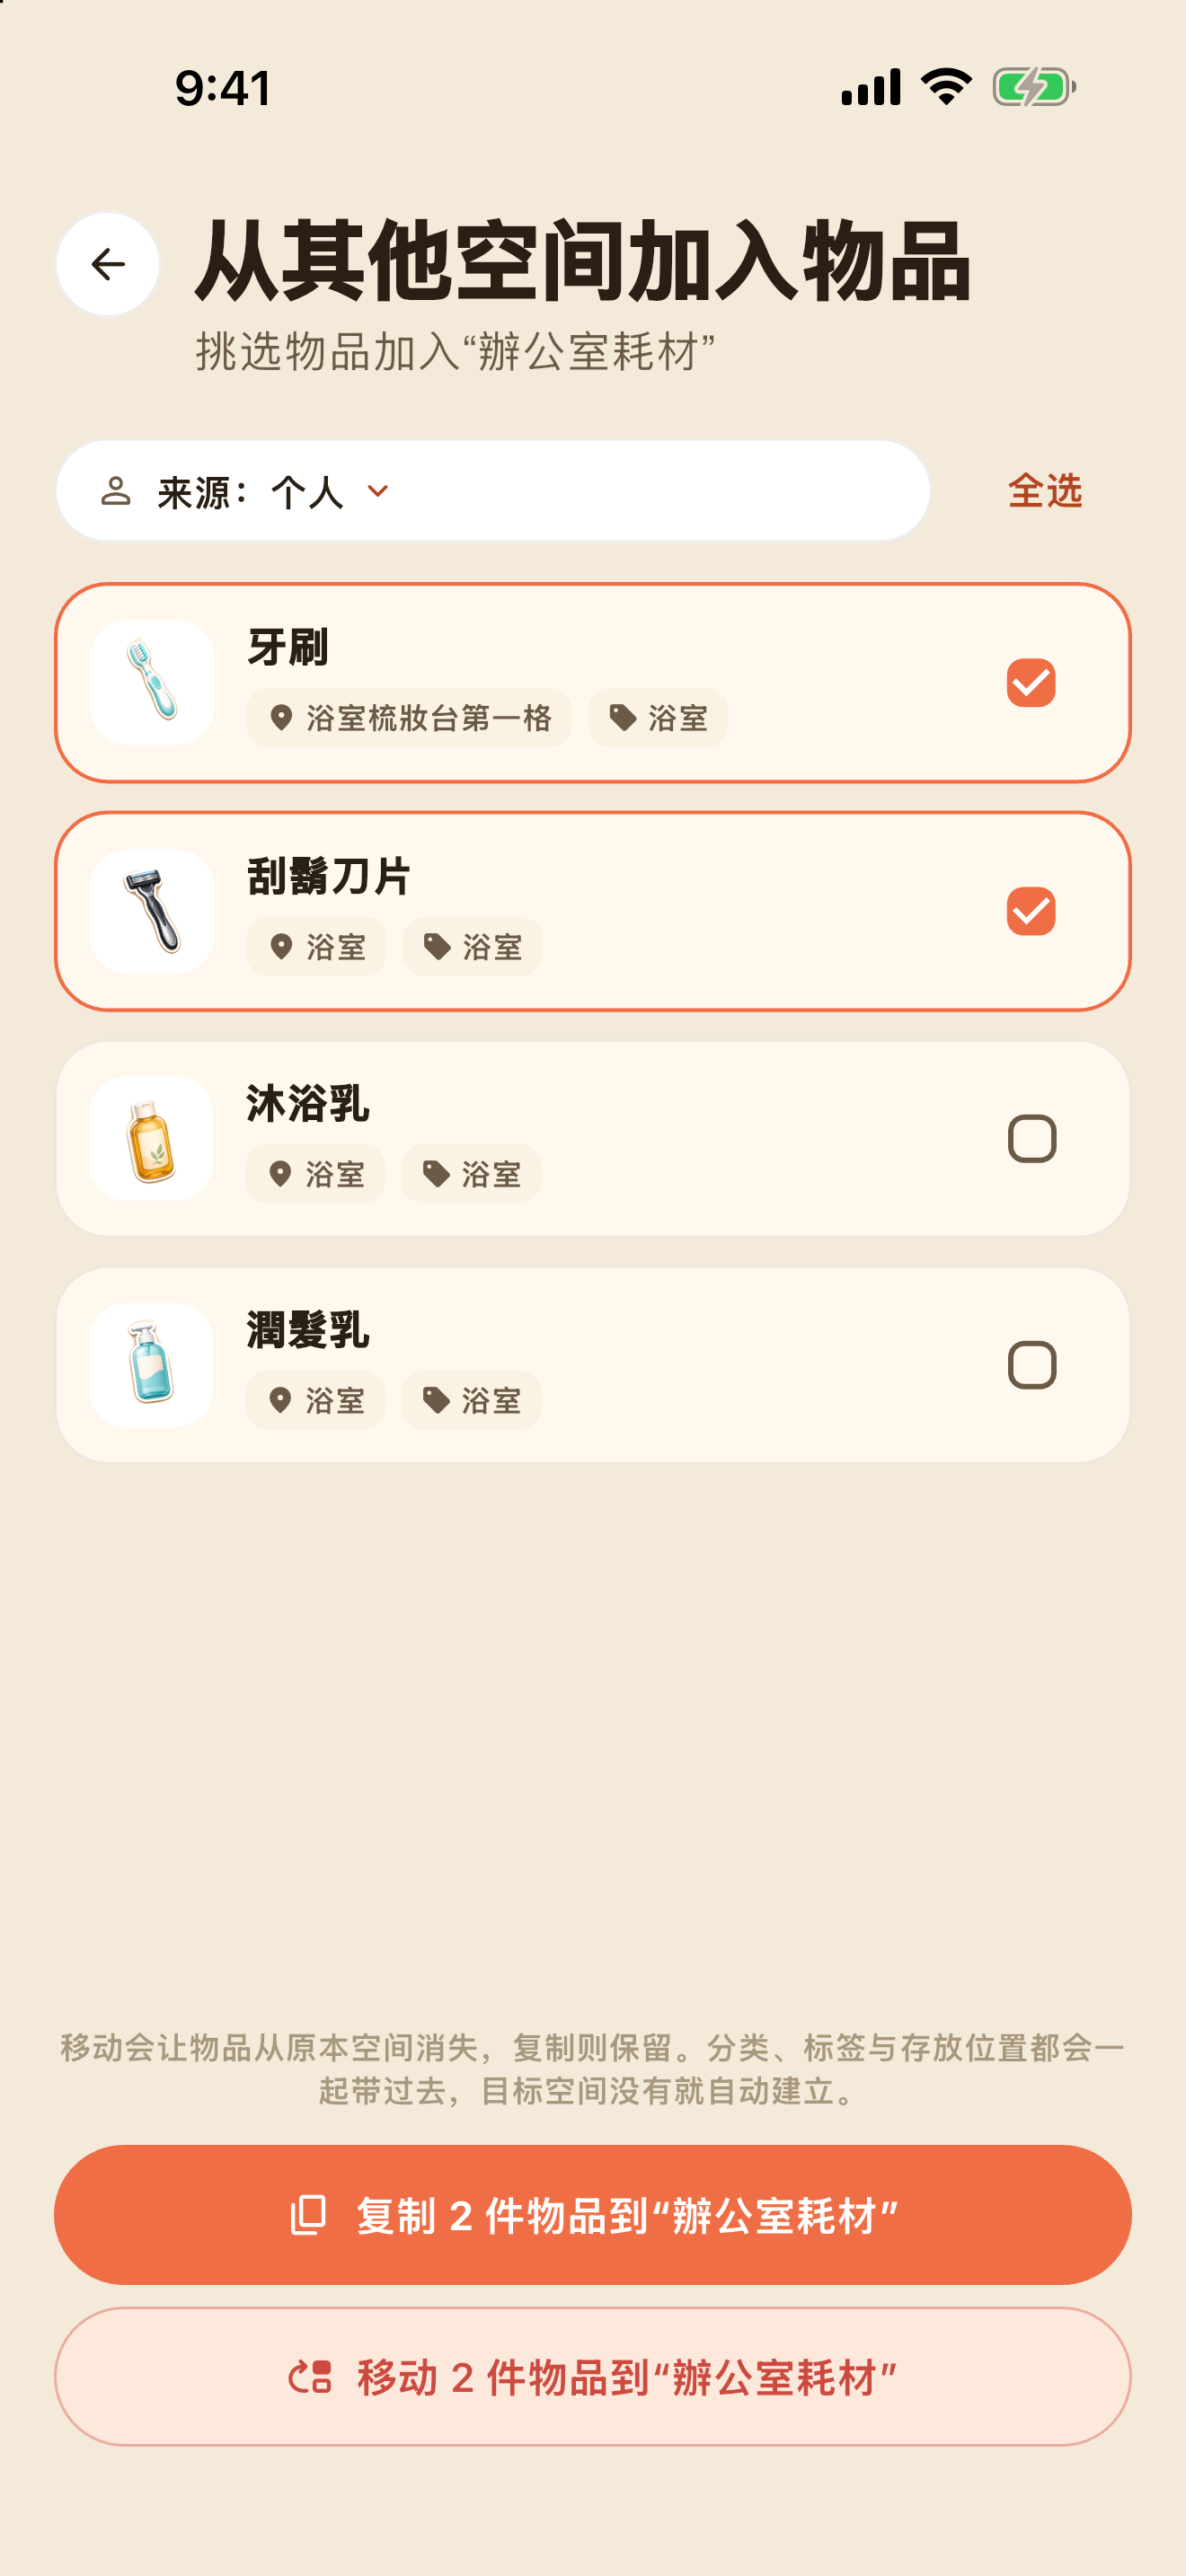 9:41
从其他空间加入物品
挑选物品加入“辦公室耗材”
来源：个人
全选
牙刷
浴室梳妝台第一格 浴室
刮鬍刀片
浴室 浴室
沐浴乳
浴室 浴室
潤髮乳
浴室 浴室
移动会让物品从原本空间消失，复制则保留。分类、标签与存放位置都会一
起带过去，目标空间没有就自动建立。
复制 2 件物品到“辦公室耗材”
移动 2 件物品到“辦公室耗材”